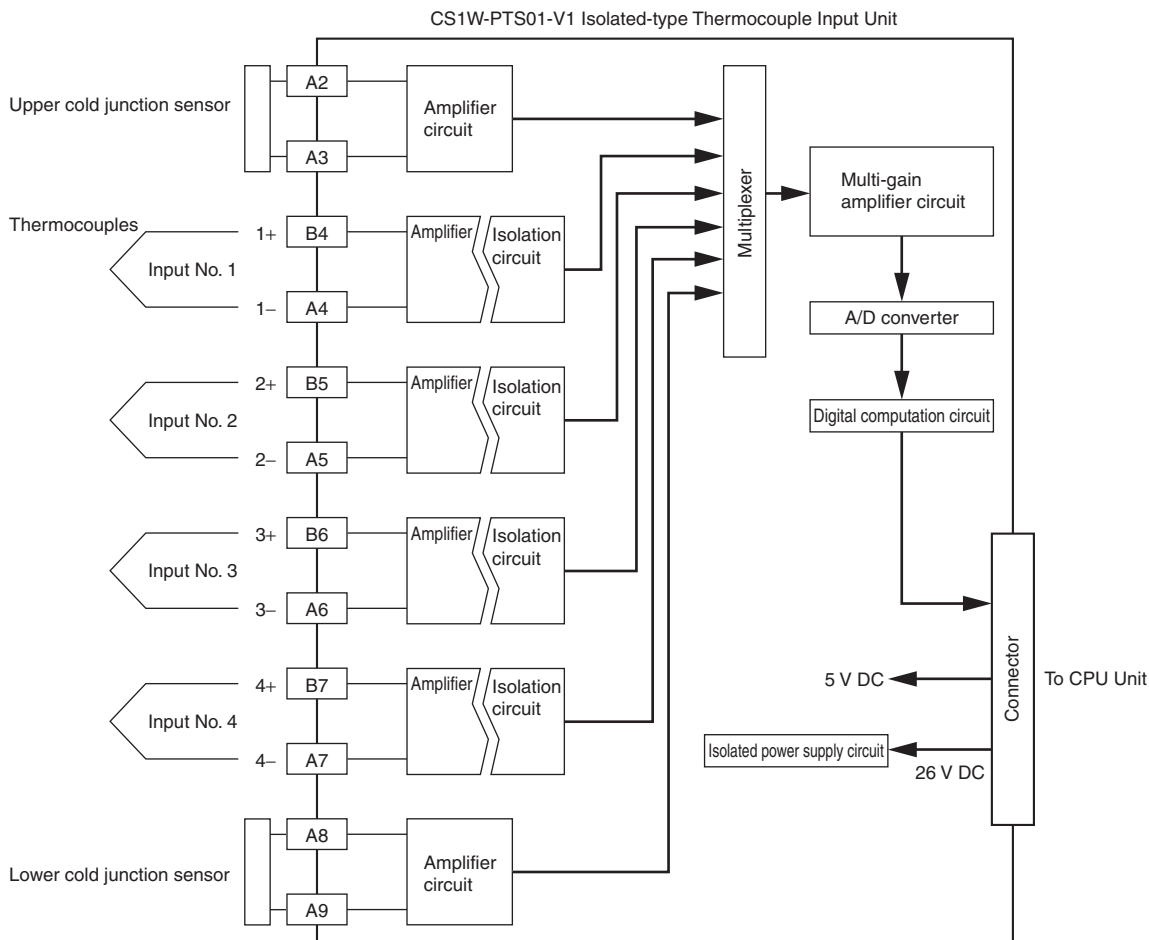 CS1W-PTS01-V1 Isolated-type Thermocouple Input Unit
Upper cold junction sensor
A2
A3
Amplifier
circuit
Thermocouples
Input No. 1
1+
B4
1−
A4
Amplifier
Isolation
circuit
Input No. 2
2+
B5
2−
A5
Amplifier
Isolation
circuit
Input No. 3
3+
B6
3−
A6
Amplifier
Isolation
circuit
Input No. 4
4+
B7
4−
A7
Amplifier
Isolation
circuit
Lower cold junction sensor
A8
A9
Amplifier
circuit
Multiplexer
Multi-gain
amplifier circuit
A/D converter
Digital computation circuit
Connector
To CPU Unit
5 V DC
Isolated power supply circuit
26 V DC